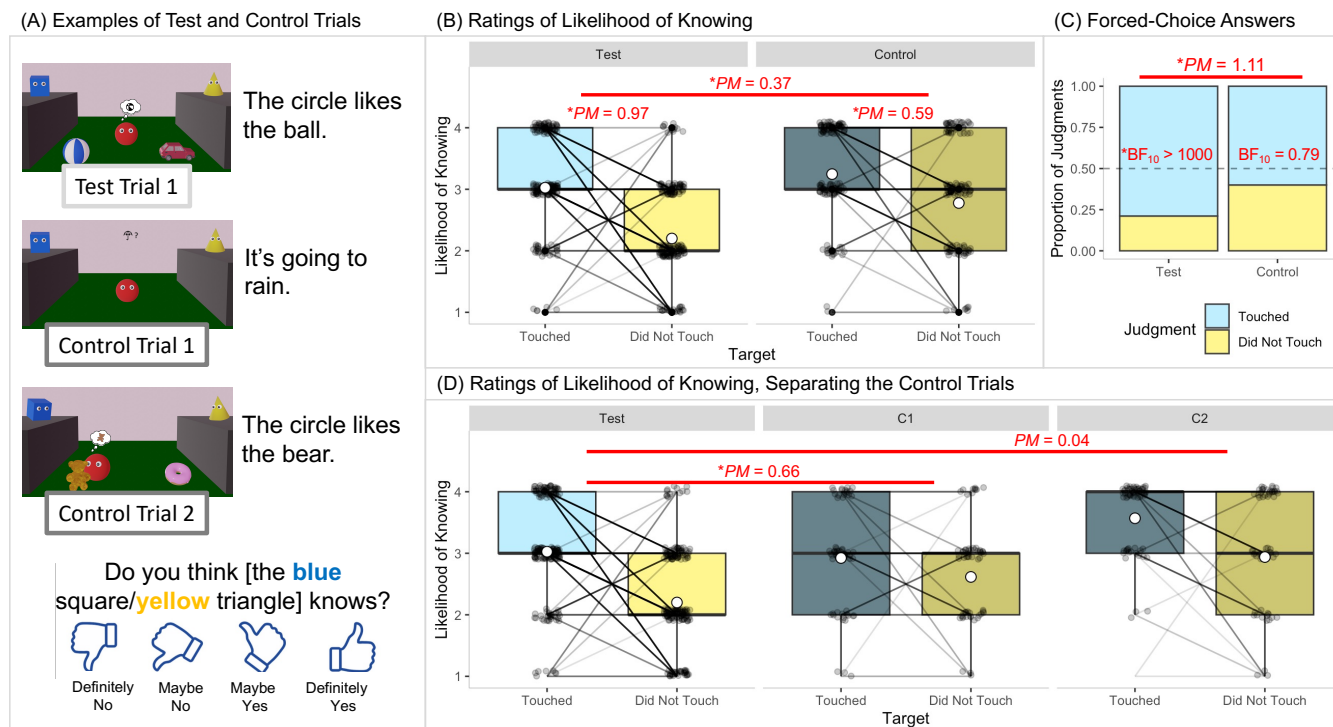 (A) Examples of Test and Control Trials
The circle likes
the ball.
Test Trial 1
?
It's going to
rain.
Control Trial 1
The circle likes
the bear.
Control Trial 2
Do you think [the blue
square/yellow triangle] knows?
Definitely
No
Maybe
No
Maybe
Yes
Definitely
Yes
(B) Ratings of Likelihood of Knowing
Test
Control
*PM = 0.37
*PM = 0.97
*PM = 0.59
Likelihood of Knowing
4
3
2
1
Touched
Did Not Touch
Touched
Did Not Touch
Target
(C) Forced-Choice Answers
*PM = 1.11
Proportion of Judgments
1.00
0.75
0.50
0.25
0.00
*BF10 > 1000
BF10 = 0.79
Test
Control
Judgment
Touched
Did Not Touch
(D) Ratings of Likelihood of Knowing, Separating the Control Trials
Test
C1
C2
PM = 0.04
*PM = 0.66
Likelihood of Knowing
4
3
2
1
Touched
Did Not Touch
Touched
Did Not Touch
Touched
Did Not Touch
Target